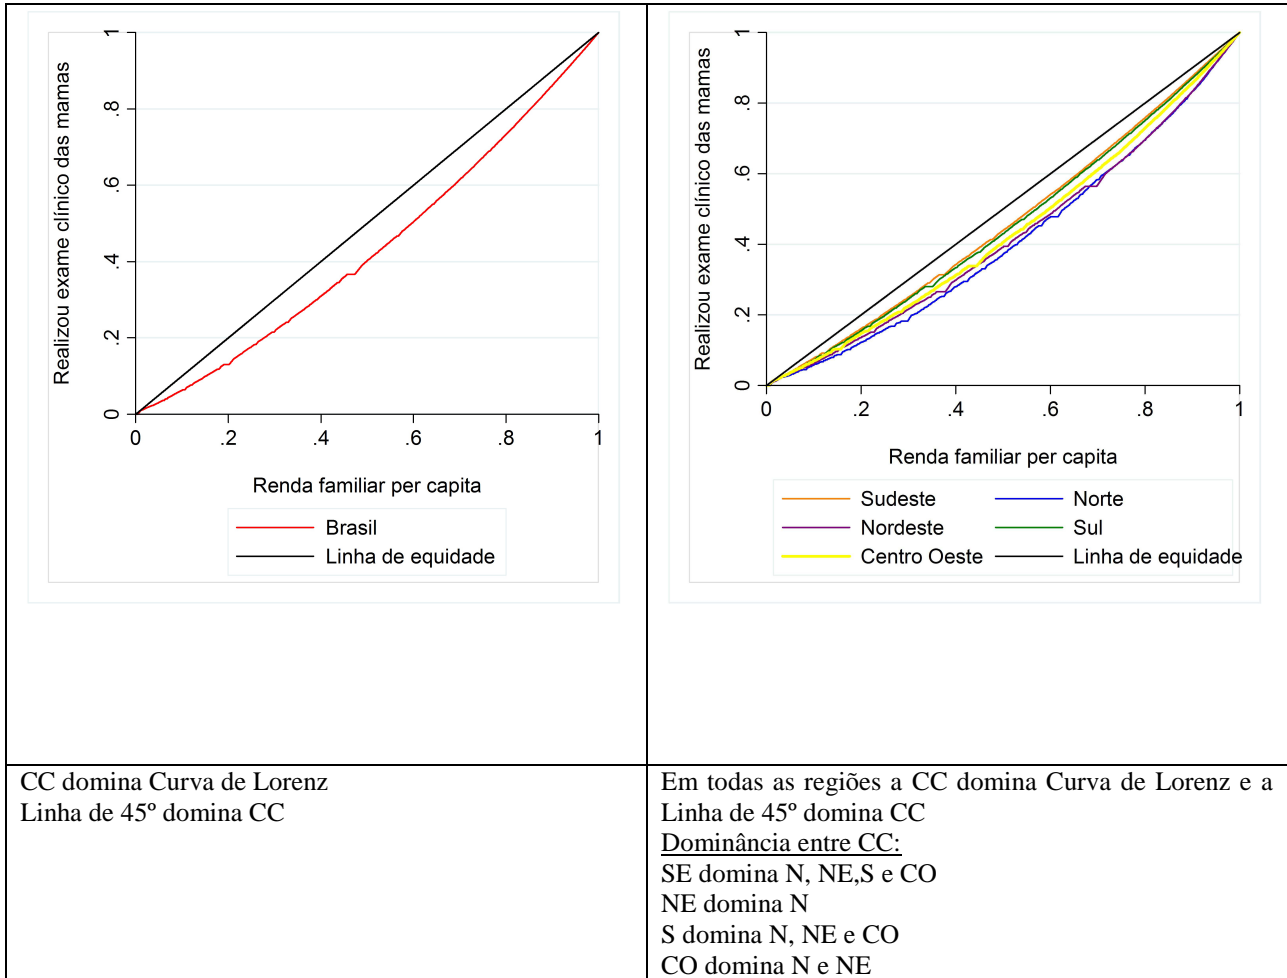 Realizou exame clínico das mamas
1
.8
.6
.4
.2
0
0 .2 .4 .6 .8 1
Renda familiar per capita
Brasil
Linha de equidade
Realizou exame clínico das mamas
1
.8
.6
.4
.2
0
0 .2 .4 .6 .8 1
Renda familiar per capita
Sudeste Norte
Nordeste Sul
Centro Oeste Linha de equidade
CC domina Curva de Lorenz
Linha de 45º domina CC
Em todas as regiões a CC domina Curva de Lorenz e a
Linha de 45º domina CC
Dominância entre CC:
SE domina N, NE,S e CO
NE domina N
S domina N, NE e CO
CO domina N e NE